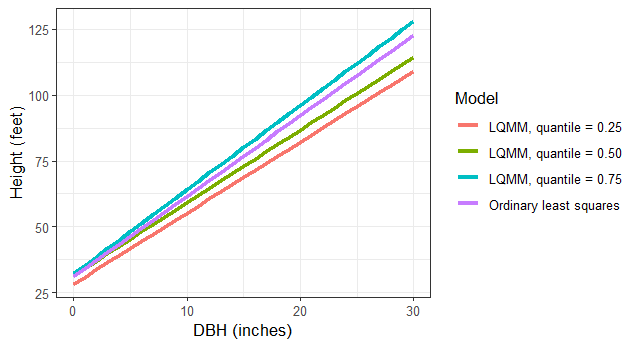 125
100
75
50
25
Height (feet)
0
10
20
30
DBH (inches)
Model
LQMM, quantile = 0.25
LQMM, quantile = 0.50
LQMM, quantile = 0.75
Ordinary least squares